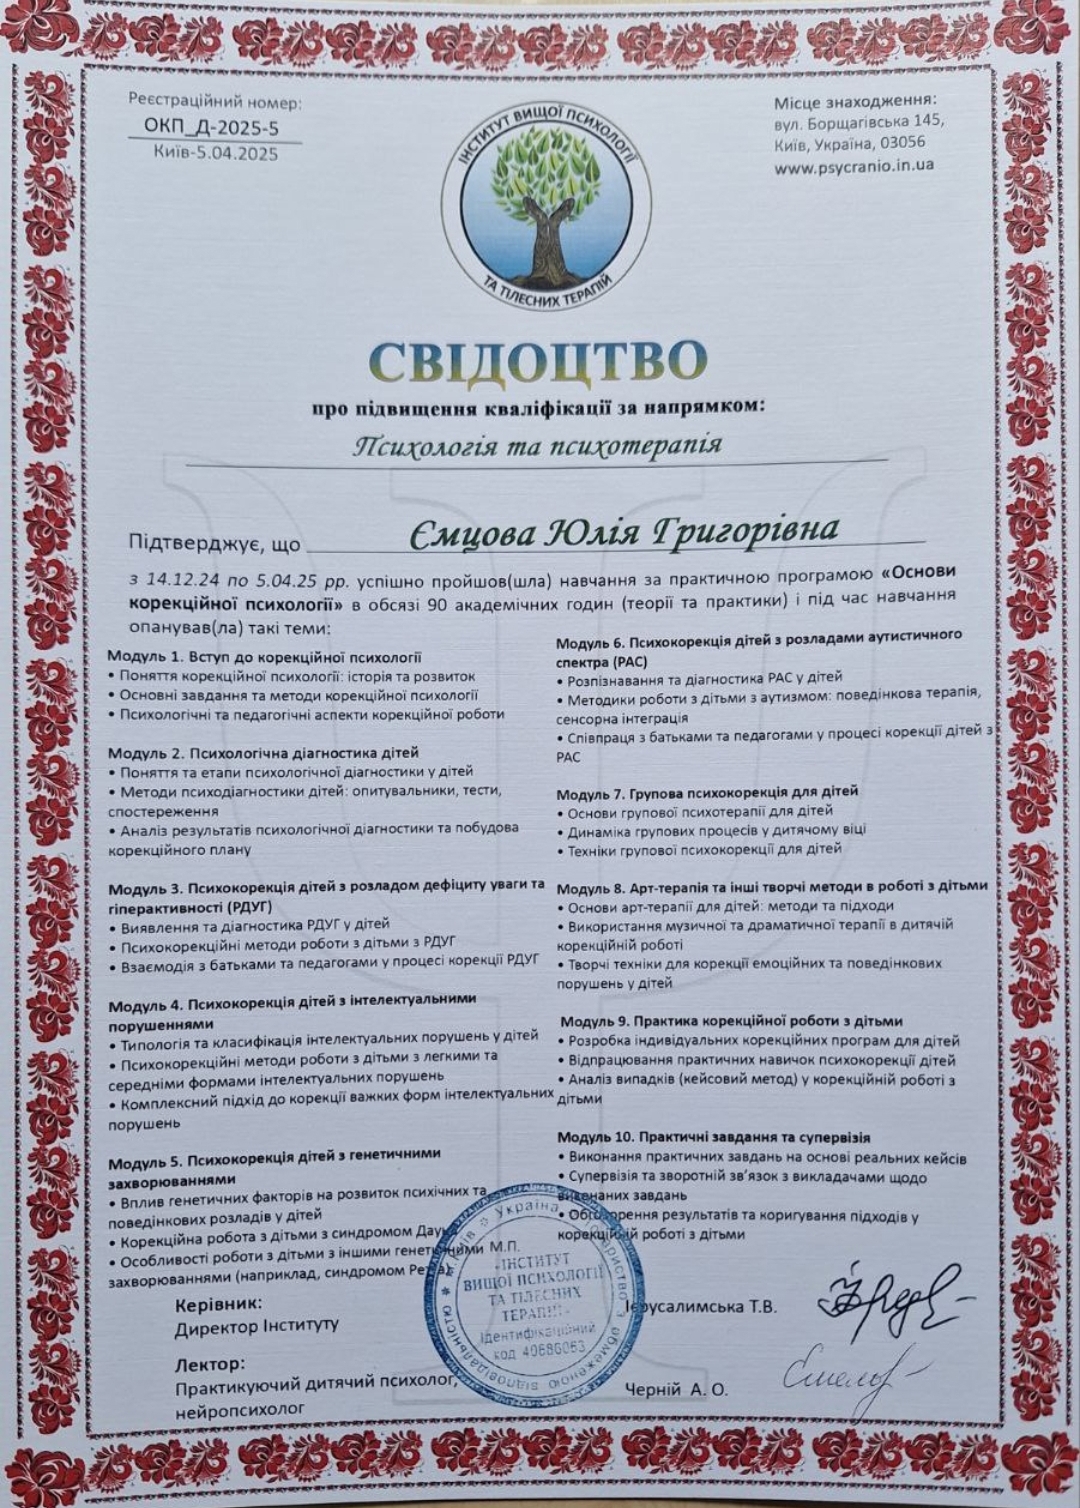 Реєстраційний номер:
ОКП_Д-2025-5
Київ-5.04.2025
ІНСТИТУТ ВИЩОЇ ПСИХОЛОГІЇ
ТА ТІЛЕСНИХ ТЕРАПІЙ
Місце знаходження:
вул. Борщагівська 145,
Київ, Україна, 03056
www.psycranio.in.ua
СВІДОЦТВО
про підвищення кваліфікації за напрямком:
Психологія та психотерапія
Підтверджує, що Ємцова Юлія Григорівна
з 14.12.24 по 5.04.25 рр. успішно пройшов(шла) навчання за практичною програмою «Основи
корекційної психології» в обсязі 90 академічних годин (теорії та практики) і під час навчання
опанував(ла) такі теми:
Модуль 1. Вступ до корекційної психології
• Поняття корекційної психології: історія та розвиток
• Основні завдання та методи корекційної психології
• Психологічні та педагогічні аспекти корекційної роботи
Модуль 2. Психологічна діагностика дітей
• Поняття та етапи психологічної діагностики у дітей
• Методи психодіагностики дітей: опитувальники, тести,
спостереження
• Аналіз результатів психологічної діагностики та побудова
корекційного плану
Модуль 3. Психокорекція дітей з розладом дефіциту уваги та
гіперактивності (РДУГ)
• Виявлення та діагностика РДУГ у дітей
• Психокорекційні методи роботи з дітьми з РДУГ
• Взаємодія з батьками та педагогами у процесі корекції РДУГ
Модуль 4. Психокорекція дітей з інтелектуальними
порушеннями
• Типологія та класифікація інтелектуальних порушень у дітей
• Психокорекційні методи роботи з дітьми з легкими та
середніми формами інтелектуальних порушень
• Комплексний підхід до корекції важких форм інтелектуальних
порушень
Модуль 5. Психокорекція дітей з генетичними
захворюваннями
• Вплив генетичних факторів на розвиток психічних та
поведінкових розладів у дітей
• Корекційна робота з дітьми з синдромом Дауна
• Особливості роботи з дітьми з іншими генетичними
захворюваннями (наприклад, синдромом Ретта)
Модуль 6. Психокорекція дітей з розладами аутистичного
спектра (РАС)
• Розпізнавання та діагностика РАС у дітей
• Методики роботи з дітьми з аутизмом: поведінкова терапія,
сенсорна інтеграція
• Співпраця з батьками та педагогами у процесі корекції дітей з
РАС
Модуль 7. Групова психокорекція для дітей
• Основи групової психотерапії для дітей
• Динаміка групових процесів у дитячому віці
• Техніки групової психокорекції для дітей
Модуль 8. Арт-терапія та інші творчі методи в роботі з дітьми
• Основи арт-терапії для дітей: методи та підходи
• Використання музичної та драматичної терапії в дитячій
корекційній роботі
• Творчі техніки для корекції емоційних та поведінкових
порушень у дітей
Модуль 9. Практика корекційної роботи з дітьми
• Розробка індивідуальних корекційних програм для дітей
• Відпрацювання практичних навичок психокорекції дітей
• Аналіз випадків (кейсовий метод) у корекційній роботі з
дітьми
Модуль 10. Практичні завдання та супервізія
• Виконання практичних завдань на основі реальних кейсів
• Супервізія та зворотній зв’язок з викладачами щодо
виконаних завдань
• Обговорення результатів та коригування підходів у
корекційній роботі з дітьми
М.П.
Україна * Товариство з обмеженою відповідальністю * м.Київ *
"ІНСТИТУТ
ВИЩОЇ ПСИХОЛОГІЇ
ТА ТІЛЕСНИХ
ТЕРАПІЙ"
Ідентифікаційний
код 40686063
Керівник:
Директор Інституту
Ієрусалимська Т.В.
Лектор:
Практикуючий дитячий психолог,
нейропсихолог
Черній А. О.